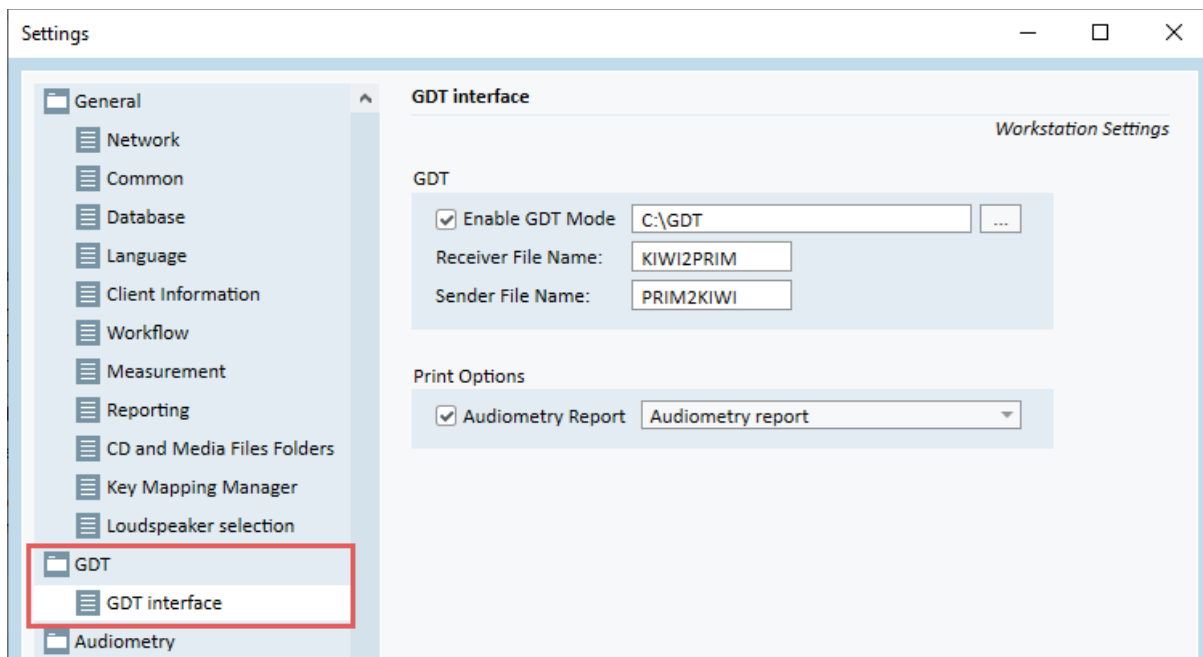 Settings
General
Network
Common
Database
Language
Client Information
Workflow
Measurement
Reporting
CD and Media Files Folders
Key Mapping Manager
Loudspeaker selection
GDT
GDT interface
Audiometry
GDT interface
Workstation Settings
GDT
Enable GDT Mode C:\GDT ...
Receiver File Name: KIWI2PRIM
Sender File Name: PRIM2KIWI
Print Options
Audiometry Report Audiometry report